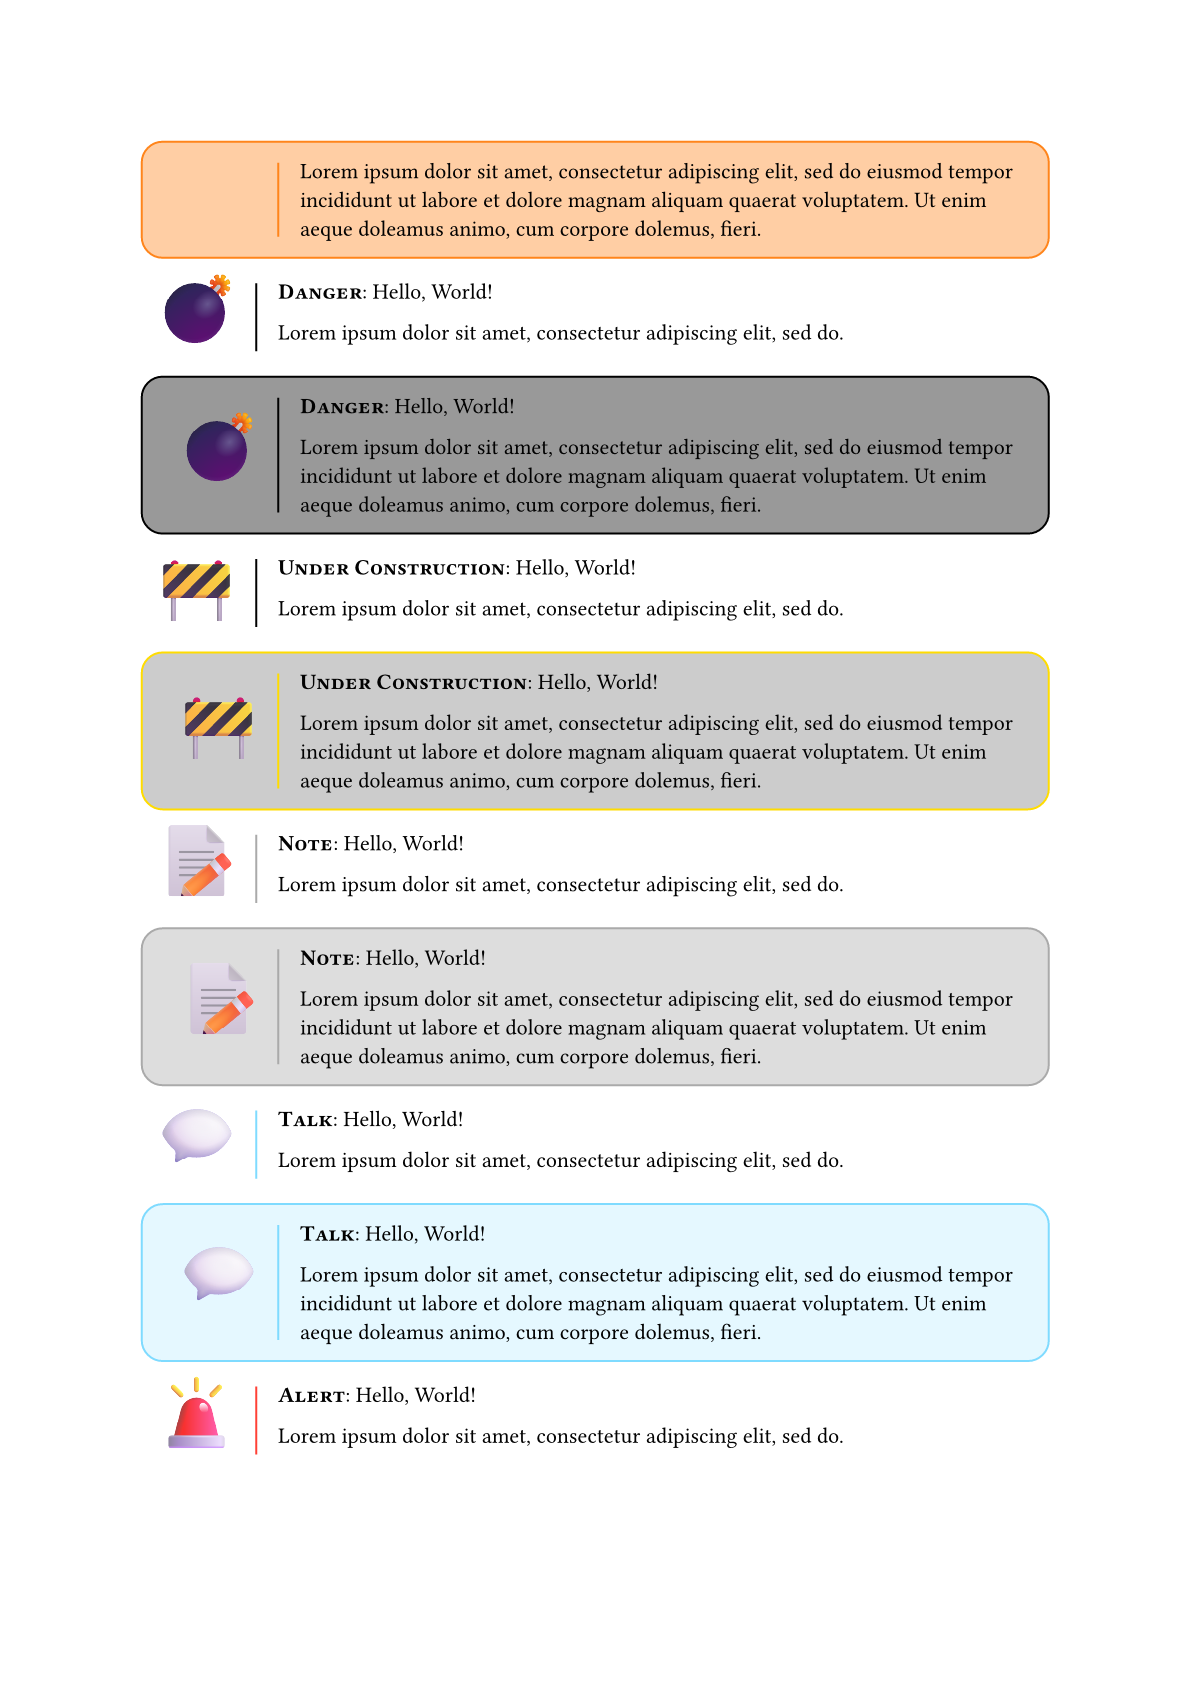 Lorem ipsum dolor sit amet, consectetur adipiscing elit, sed do eiusmod tempor
incididunt ut labore et dolore magnam aliquam quaerat voluptatem. Ut enim
aeque doleamus animo, cum corpore dolemus, fieri.
Danger: Hello, World!
Lorem ipsum dolor sit amet, consectetur adipiscing elit, sed do.
Danger: Hello, World!
Lorem ipsum dolor sit amet, consectetur adipiscing elit, sed do eiusmod tempor
incididunt ut labore et dolore magnam aliquam quaerat voluptatem. Ut enim
aeque doleamus animo, cum corpore dolemus, fieri.
Under Construction: Hello, World!
Lorem ipsum dolor sit amet, consectetur adipiscing elit, sed do.
Under Construction: Hello, World!
Lorem ipsum dolor sit amet, consectetur adipiscing elit, sed do eiusmod tempor
incididunt ut labore et dolore magnam aliquam quaerat voluptatem. Ut enim
aeque doleamus animo, cum corpore dolemus, fieri.
Note: Hello, World!
Lorem ipsum dolor sit amet, consectetur adipiscing elit, sed do.
Note: Hello, World!
Lorem ipsum dolor sit amet, consectetur adipiscing elit, sed do eiusmod tempor
incididunt ut labore et dolore magnam aliquam quaerat voluptatem. Ut enim
aeque doleamus animo, cum corpore dolemus, fieri.
Talk: Hello, World!
Lorem ipsum dolor sit amet, consectetur adipiscing elit, sed do.
Talk: Hello, World!
Lorem ipsum dolor sit amet, consectetur adipiscing elit, sed do eiusmod tempor
incididunt ut labore et dolore magnam aliquam quaerat voluptatem. Ut enim
aeque doleamus animo, cum corpore dolemus, fieri.
Alert: Hello, World!
Lorem ipsum dolor sit amet, consectetur adipiscing elit, sed do.